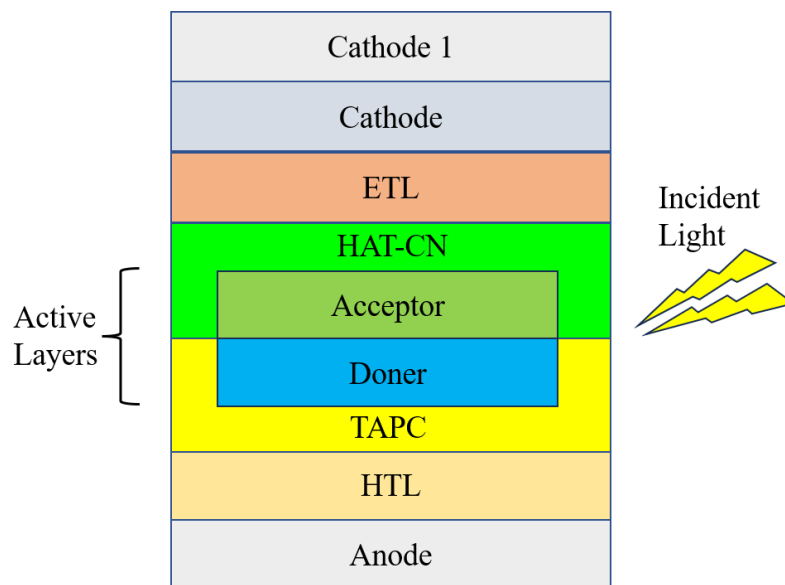 Cathode 1
Cathode
ETL
HAT-CN
Acceptor
Doner
TAPC
HTL
Anode
Active
Layers
Incident
Light